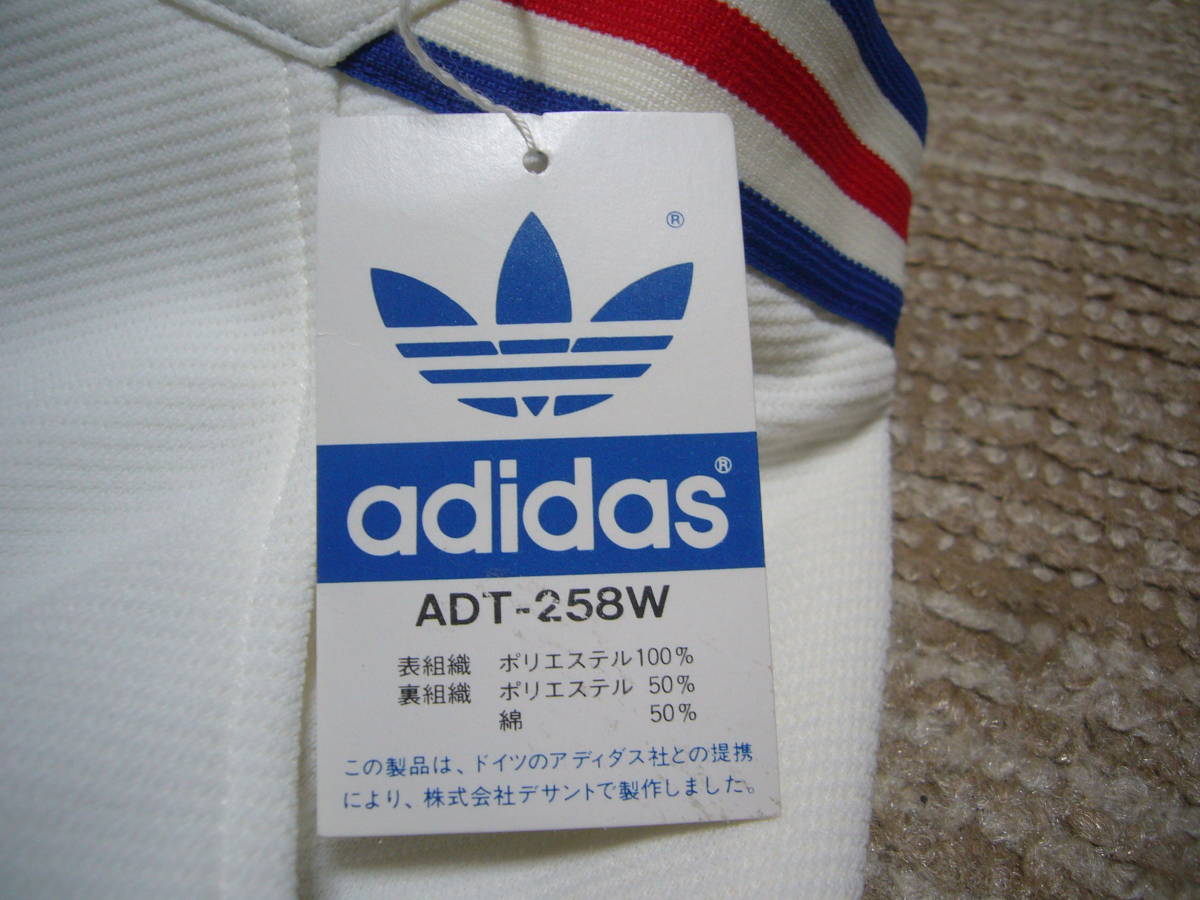 ®
adidas®
ADT-258W
表組織 ポリエステル100%
裏組織 ポリエステル 50%
綿 50%
この製品は、ドイツのアディダス社との提携
により、株式会社デサントで製作しました。